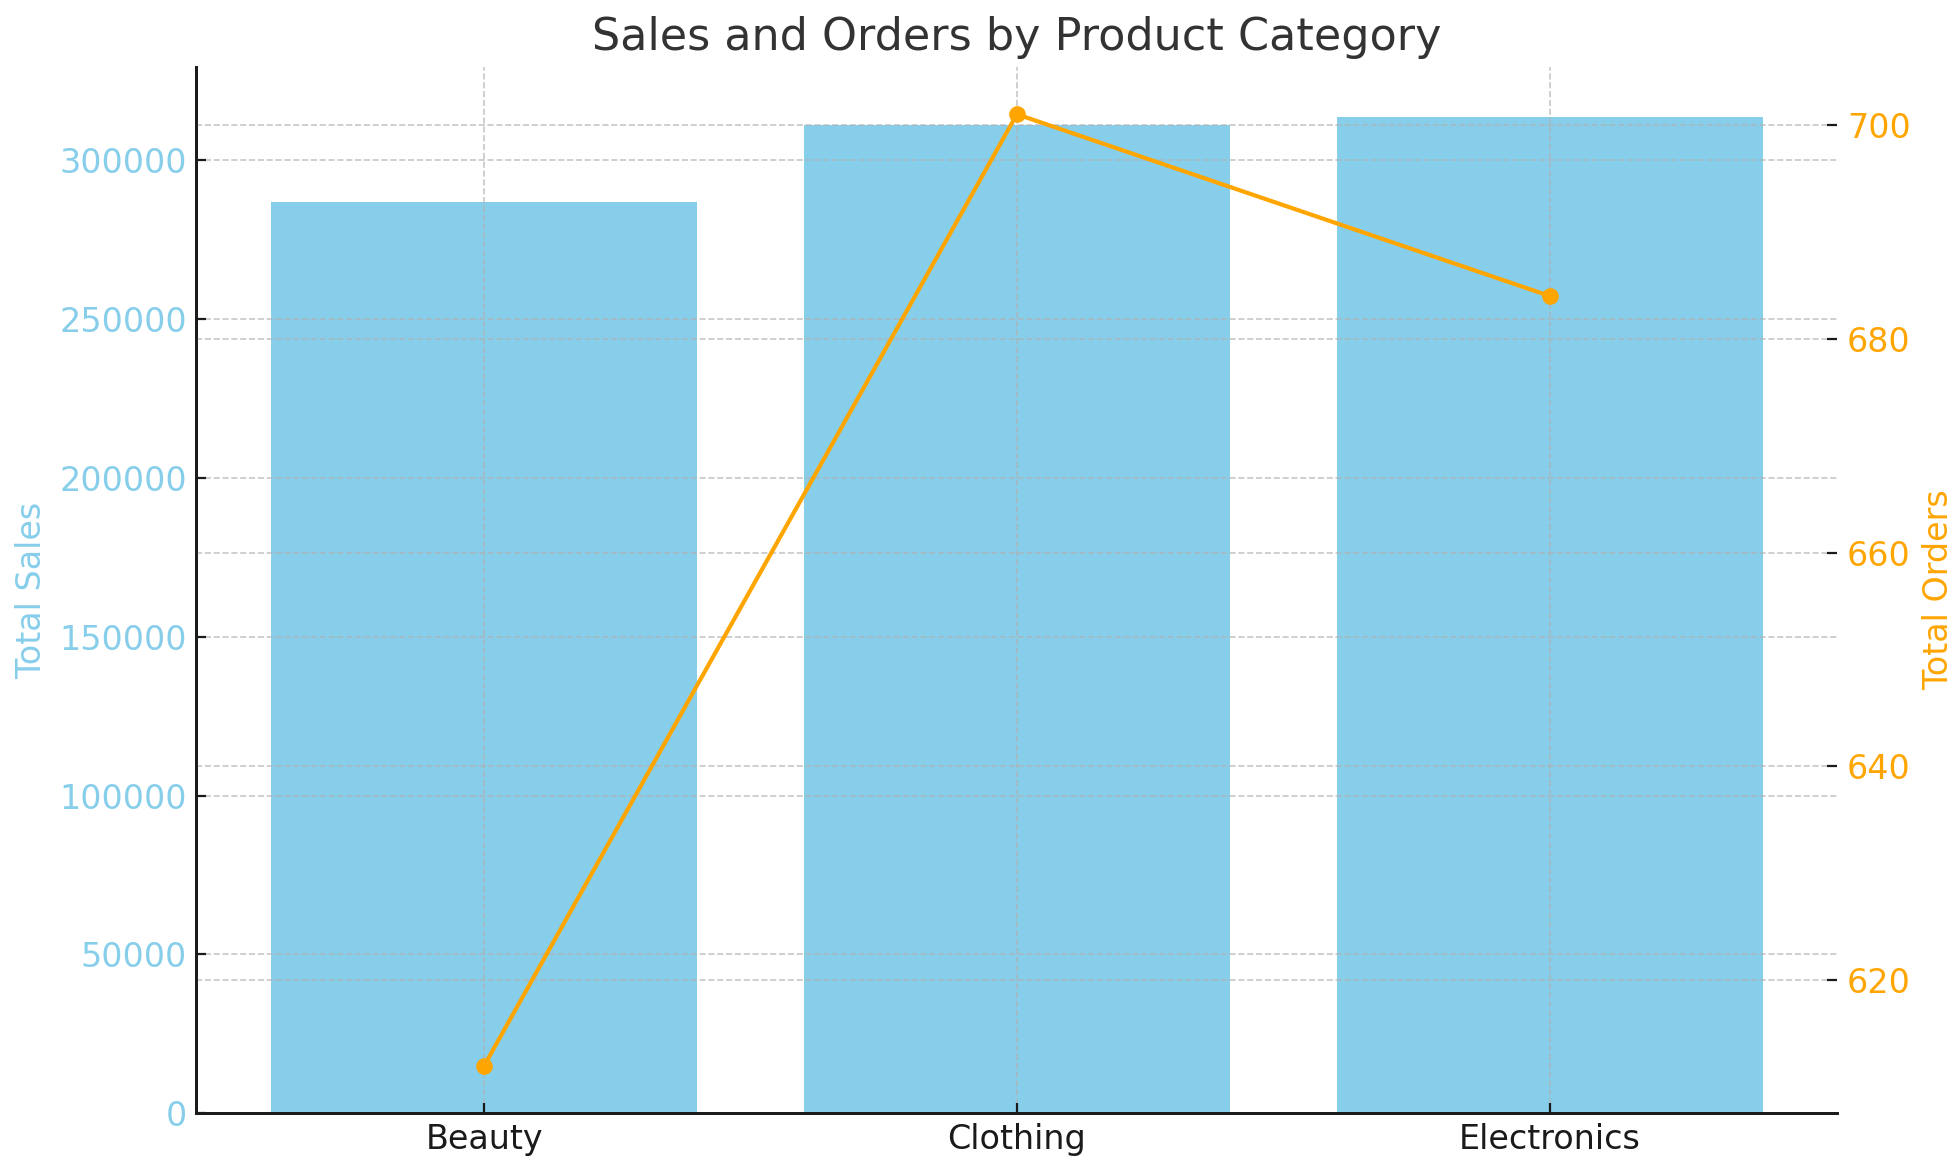 Sales and Orders by Product Category
300000
250000
200000
150000
100000
50000
0
Total Sales
700
680
660
640
620
Total Orders
Beauty
Clothing
Electronics